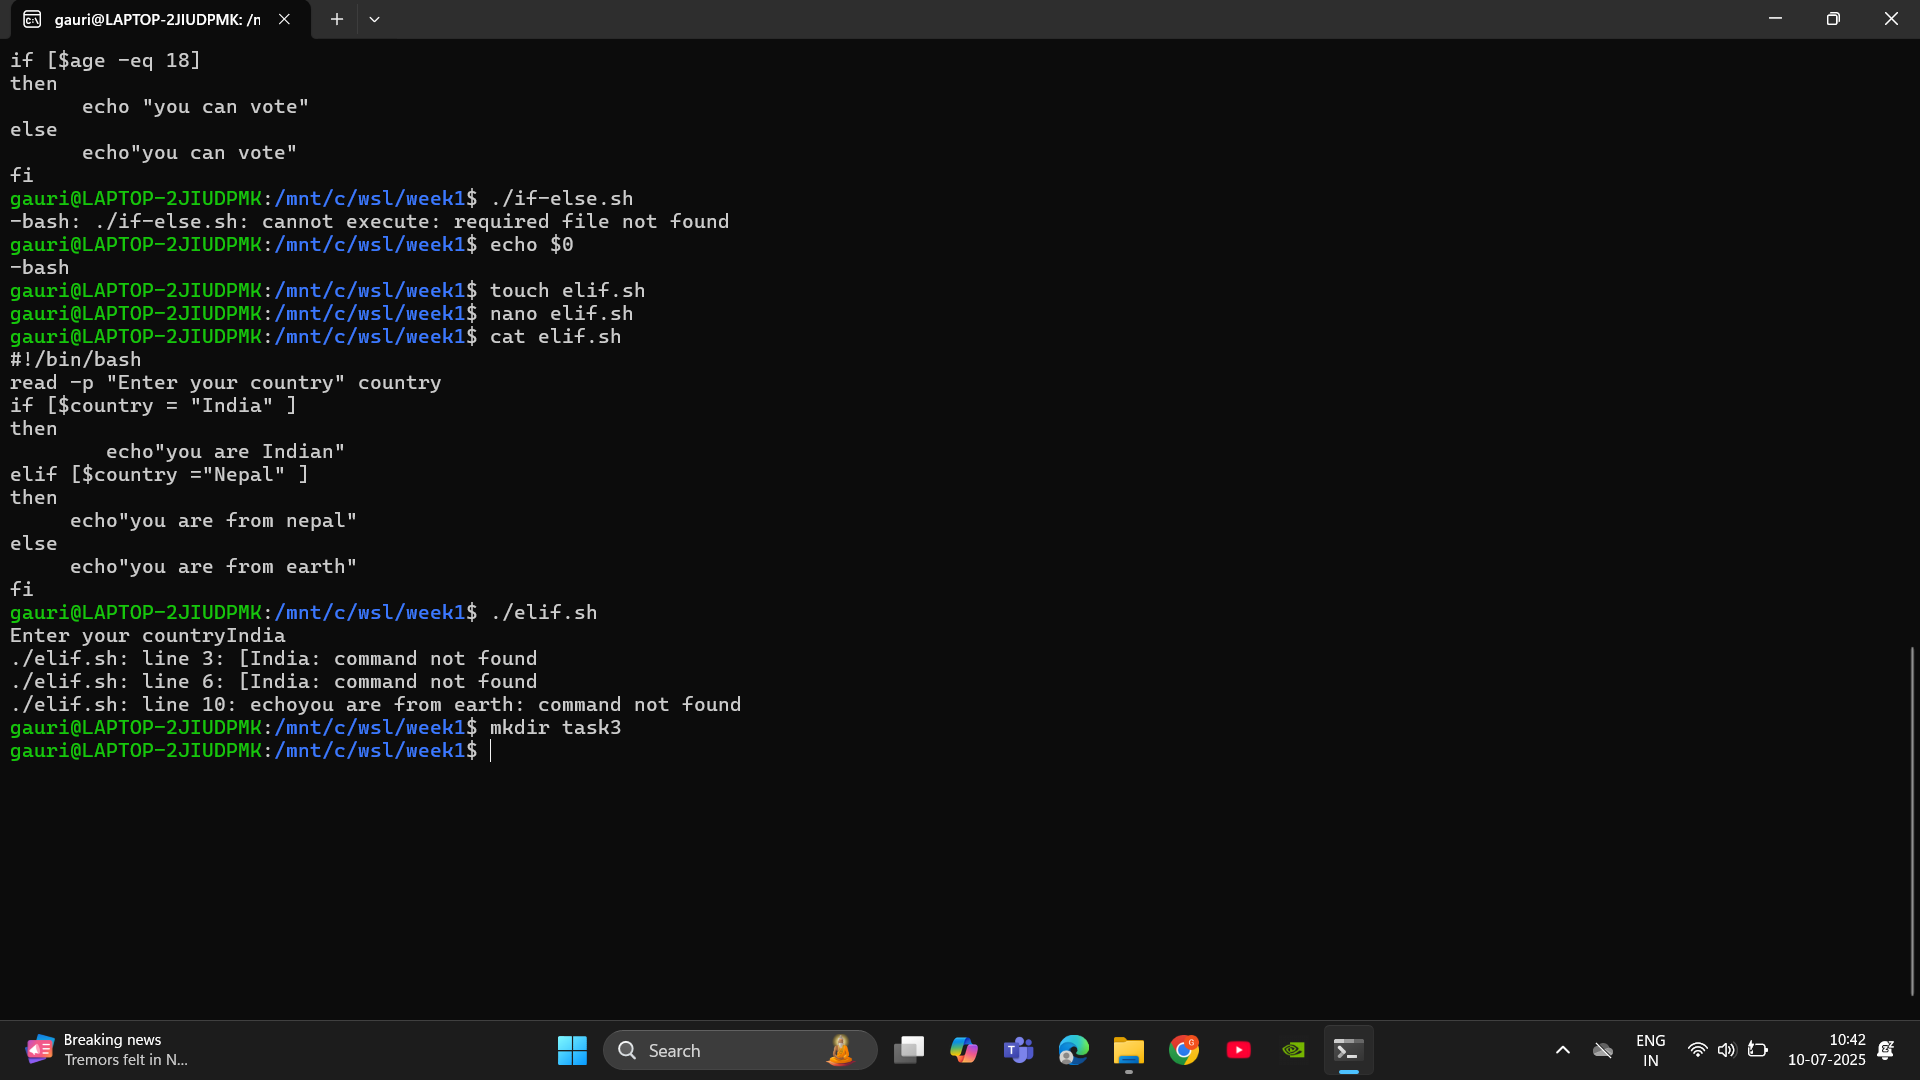 gauri@LAPTOP-2JIUDPMK: /n
if [$age -eq 18]
then
      echo "you can vote"
else
      echo"you can vote"
fi
gauri@LAPTOP-2JIUDPMK:/mnt/c/wsl/week1$ ./if-else.sh
-bash: ./if-else.sh: cannot execute: required file not found
gauri@LAPTOP-2JIUDPMK:/mnt/c/wsl/week1$ echo $0
-bash
gauri@LAPTOP-2JIUDPMK:/mnt/c/wsl/week1$ touch elif.sh
gauri@LAPTOP-2JIUDPMK:/mnt/c/wsl/week1$ nano elif.sh
gauri@LAPTOP-2JIUDPMK:/mnt/c/wsl/week1$ cat elif.sh
#!/bin/bash
read -p "Enter your country" country
if [$country = "India" ]
then
        echo"you are Indian"
elif [$country ="Nepal" ]
then
     echo"you are from nepal"
else
     echo"you are from earth"
fi
gauri@LAPTOP-2JIUDPMK:/mnt/c/wsl/week1$ ./elif.sh
Enter your countryIndia
./elif.sh: line 3: [India: command not found
./elif.sh: line 6: [India: command not found
./elif.sh: line 10: echoyou are from earth: command not found
gauri@LAPTOP-2JIUDPMK:/mnt/c/wsl/week1$ mkdir task3
gauri@LAPTOP-2JIUDPMK:/mnt/c/wsl/week1$
Breaking news
Tremors felt in N...
Search
ENG
IN
10:42
10-07-2025